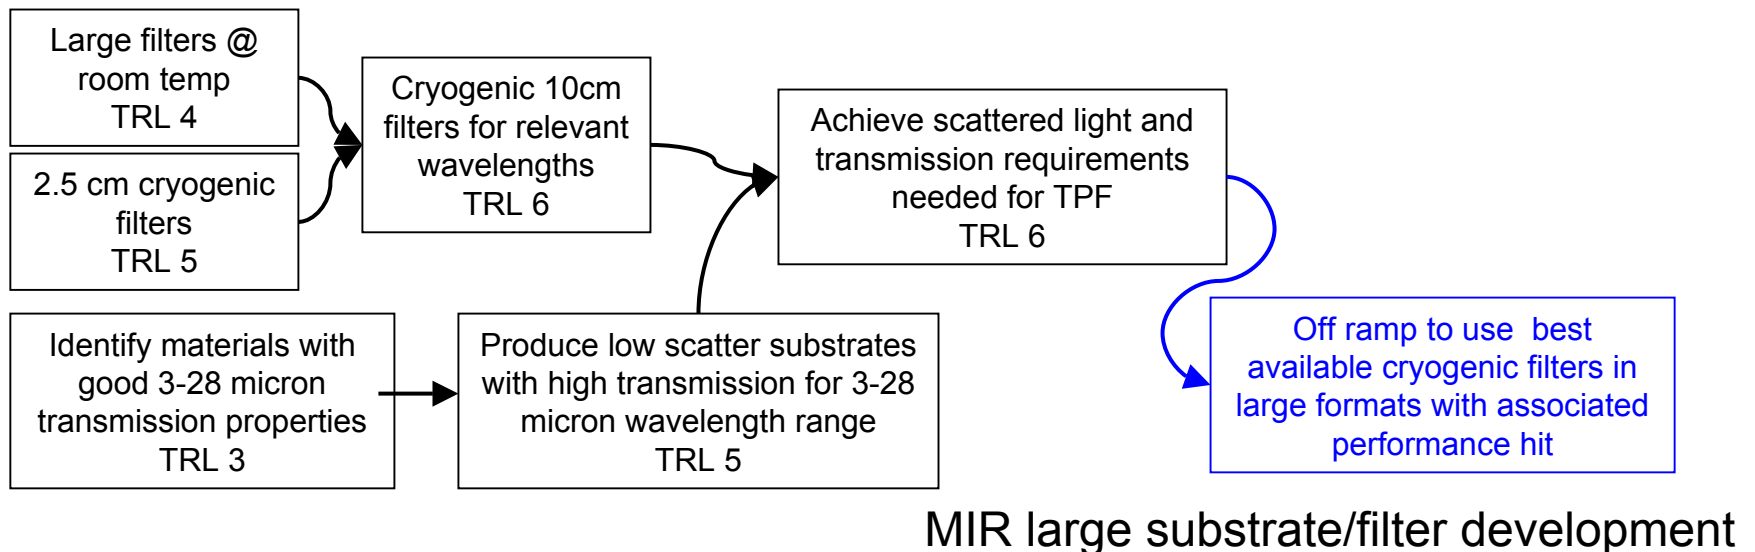 Large filters @
room temp
TRL 4
2.5 cm cryogenic
filters
TRL 5
Cryogenic 10cm
filters for relevant
wavelengths
TRL 6
Achieve scattered light and
transmission requirements
needed for TPF
TRL 6
Identify materials with
good 3-28 micron
transmission properties
TRL 3
Produce low scatter substrates
with high transmission for 3-28
micron wavelength range
TRL 5
Off ramp to use best
available cryogenic filters in
large formats with associated
performance hit
MIR large substrate/filter development